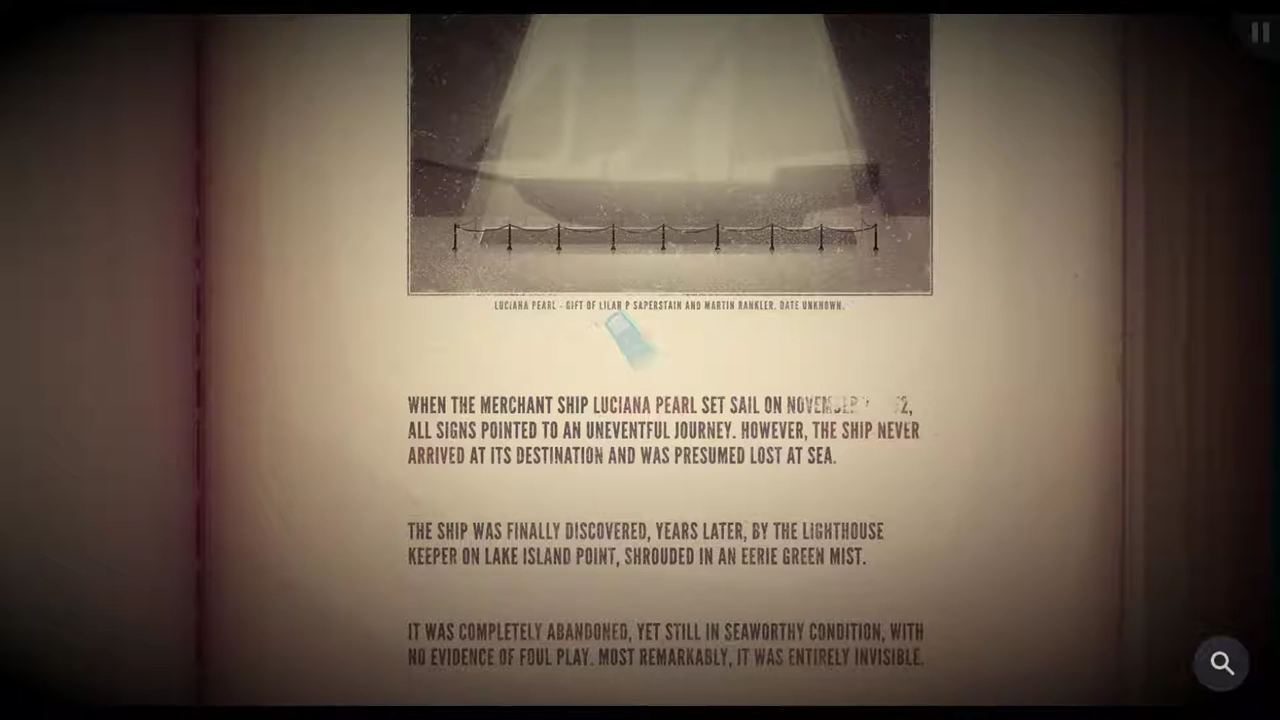 LUCIANA PEARL - GIFT OF LILAH P SAPERSTAIN AND MARTIN RANKLER. DATE UNKNOWN.
WHEN THE MERCHANT SHIP LUCIANA PEARL SET SAIL ON NOVEMBER
ALL SIGNS POINTED TO AN UNEVENTFUL JOURNEY. HOWEVER, THE SHIP NEVER
ARRIVED AT ITS DESTINATION AND WAS PRESUMED LOST AT SEA.
THE SHIP WAS FINALLY DISCOVERED, YEARS LATER, BY THE LIGHTHOUSE
KEEPER ON LAKE ISLAND POINT, SHROUDED IN AN EERIE GREEN MIST.
IT WAS COMPLETELY ABANDONED, YET STILL IN SEAWORTHY CONDITION, WITH
NO EVIDENCE OF FOUL PLAY. MOST REMARKABLY, IT WAS ENTIRELY INVISIBLE.